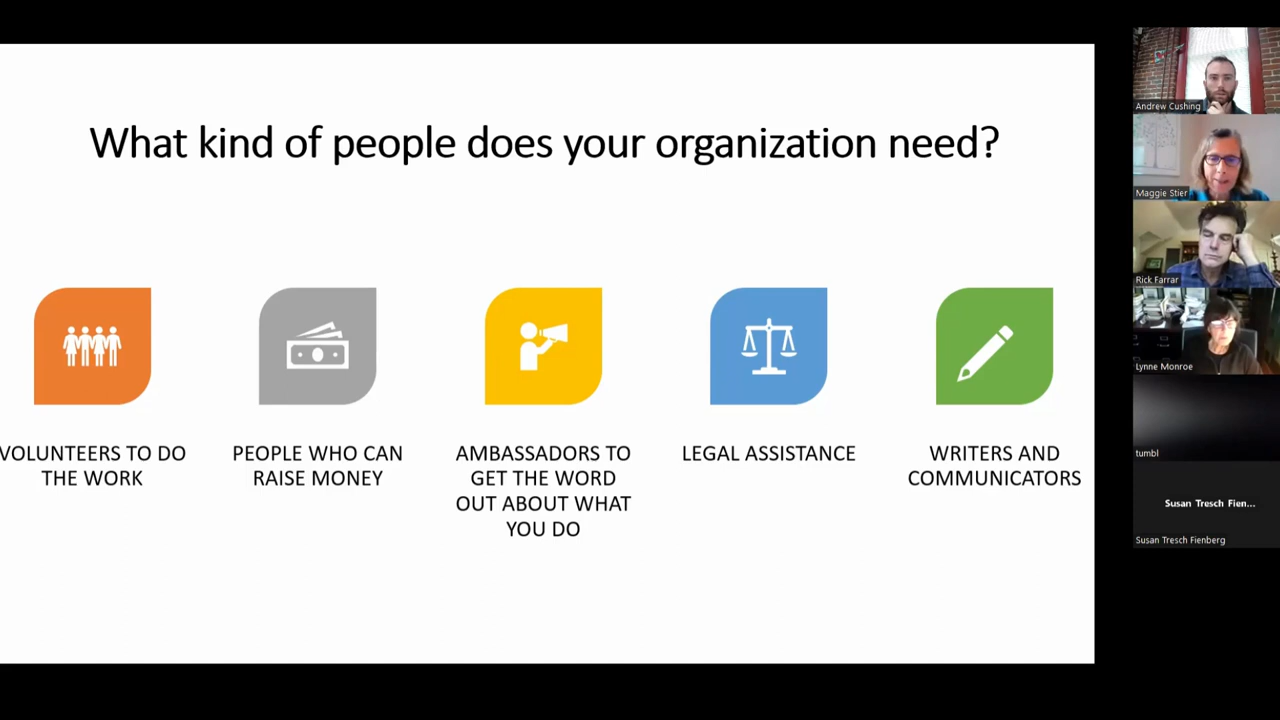 What kind of people does your organization need?
VOLUNTEERS TO DO
THE WORK
PEOPLE WHO CAN
RAISE MONEY
AMBASSADORS TO
GET THE WORD
OUT ABOUT WHAT
YOU DO
LEGAL ASSISTANCE
WRITERS AND
COMMUNICATORS
Andrew Cushing
Maggie Stier
Rick Farrar
Lynne Monroe
tumbl
Susan Tresch Fien...
Susan Tresch Fienberg